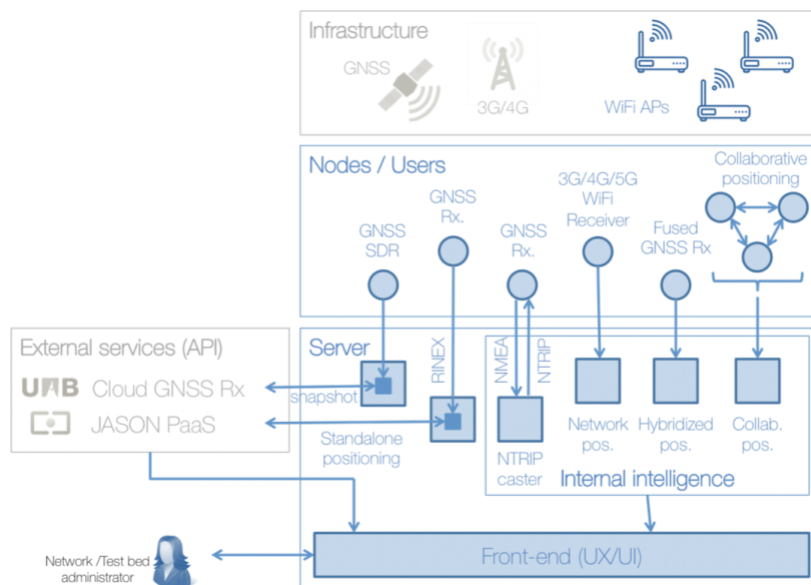 Infrastructure
GNSS
3G/4G
WiFi APs
Nodes / Users
Collaborative
positioning
GNSS
SDR
GNSS
Rx.
GNSS
Rx.
3G/4G/5G
WiFi
Receiver
Fused
GNSS Rx
External services (API)
UAB Cloud GNSS Rx
JASON PaaS
Server
snapshot
RINEX
Standalone
positioning
NMEA
NTRIP
NTRIP
caster
Network
pos.
Hybridized
pos.
Collab.
pos.
Internal intelligence
Front-end (UX/UI)
Network /Test bed
administrator